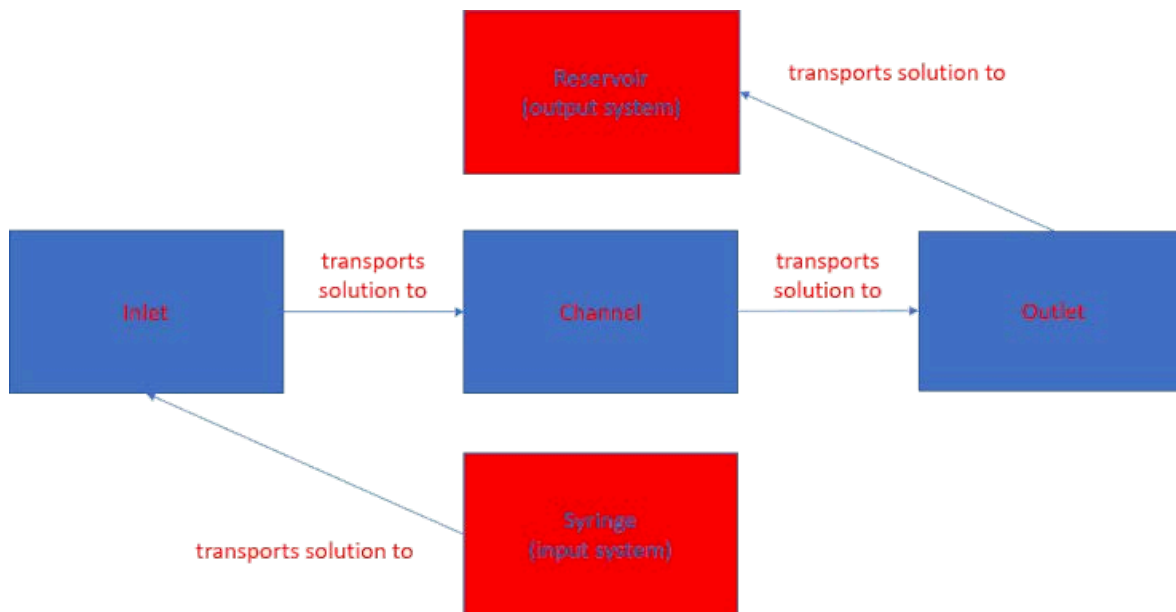 Reservoir
(output system)
transports solution to
Inlet
transports
solution to
Channel
transports
solution to
Outlet
Syringe
(input system)
transports solution to